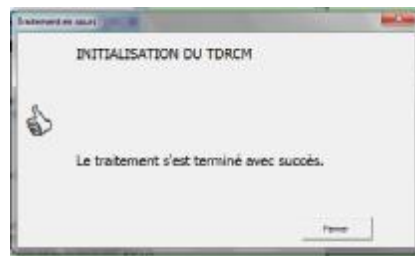 Traitement en cours
INITIALISATION DU TDRCM
Le traitement s'est terminé avec succès.
Fermer